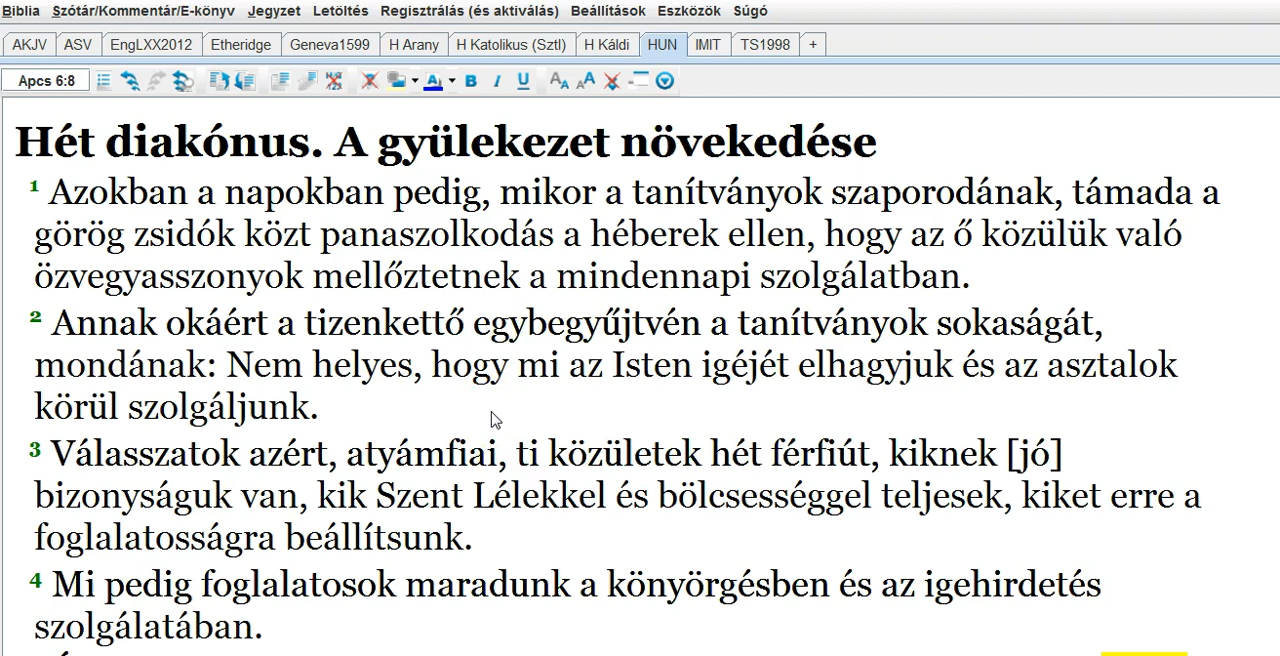 Biblia Szótár/Kommentár/E-könyv Jegyzet Letöltés Regisztrálás (és aktiválás) Beállítások Eszközök Súgó
AKJV ASV EngLXX2012 Etheridge Geneva1599 H Arany H Katolikus (Sztl) H Káldi HUN IMIT TS1998 +
Apcs 6:8
Hét diakónus. A gyülekezet növekedése
1 Azokban a napokban pedig, mikor a tanítványok szaporodának, támada a
görög zsidók közt panaszolkodás a héberek ellen, hogy az ő közülük való
özvegyasszonyok mellőztetnek a mindennapi szolgálatban.
2 Annak okáért a tizenkettő egybegyűjtvén a tanítványok sokaságát,
mondának: Nem helyes, hogy mi az Isten igéjét elhagyjuk és az asztalok
körül szolgáljunk.
3 Válasszatok azért, atyámfiai, ti közületek hét férfiút, kiknek [jó]
bizonyságuk van, kik Szent Lélekkel és bölcsességgel teljesek, kiket erre a
foglalatosságra beállítsunk.
4 Mi pedig foglalatosok maradunk a könyörgésben és az igehirdetés
szolgálatában.